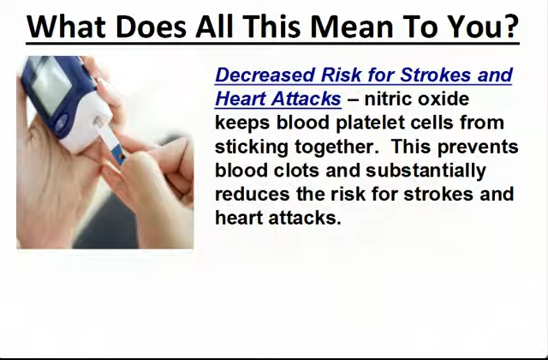 What Does All This Mean To You?
Decreased Risk for Strokes and
Heart Attacks – nitric oxide
keeps blood platelet cells from
sticking together.  This prevents
blood clots and substantially
reduces the risk for strokes and
heart attacks.